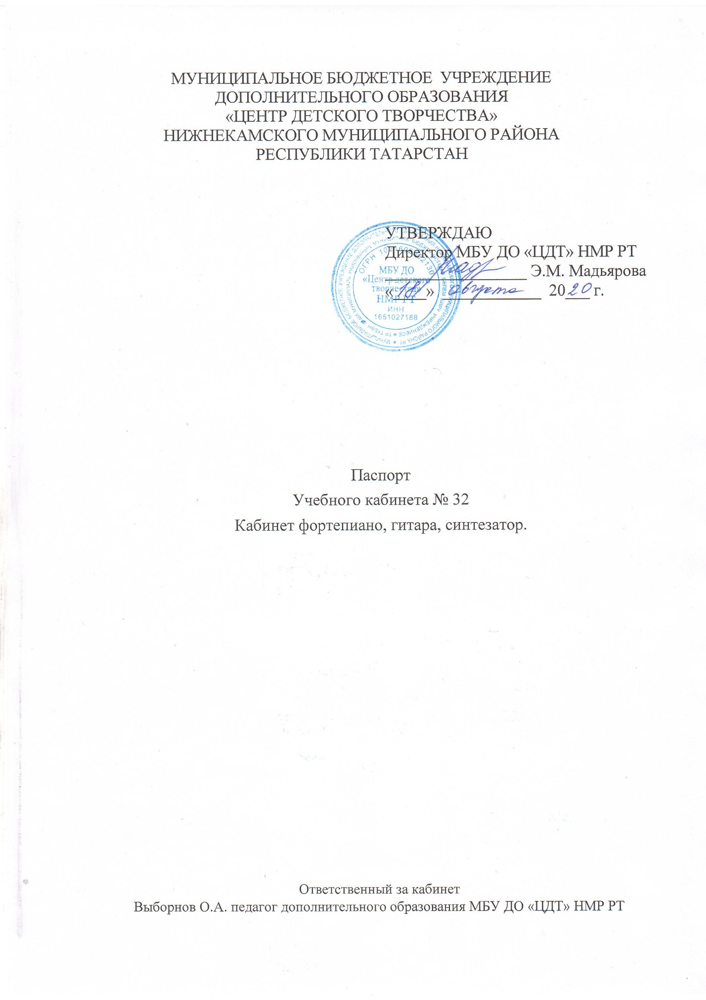 МУНИЦИПАЛЬНОЕ БЮДЖЕТНОЕ УЧРЕЖДЕНИЕ
ДОПОЛНИТЕЛЬНОГО ОБРАЗОВАНИЯ
«ЦЕНТР ДЕТСКОГО ТВОРЧЕСТВА»
НИЖНЕКАМСКОГО МУНИЦИПАЛЬНОГО РАЙОНА
РЕСПУБЛИКИ ТАТАРСТАН
УТВЕРЖДАЮ
Директор МБУ ДО «ЦДТ» НМР РТ
Э.М. Мадьярова
«18» августа 2020 г.
МБУ ДО
«Центр детского
творчества»
НМР РТ
ИНН
1651027188
Паспорт
Учебного кабинета № 32
Кабинет фортепиано, гитара, синтезатор.
Ответственный за кабинет
Выборнов О.А. педагог дополнительного образования МБУ ДО «ЦДТ» НМР РТ